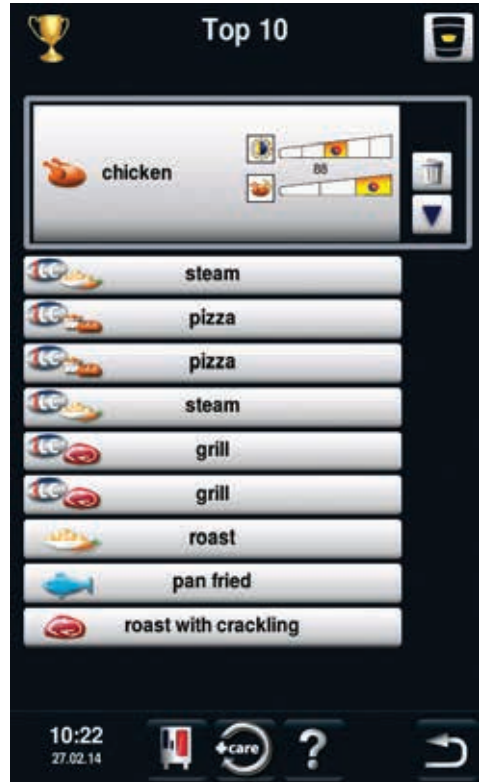 Top 10
chicken
88
steam
pizza
pizza
steam
grill
grill
roast
pan fried
roast with crackling
10:22
27.02.14
+care
?